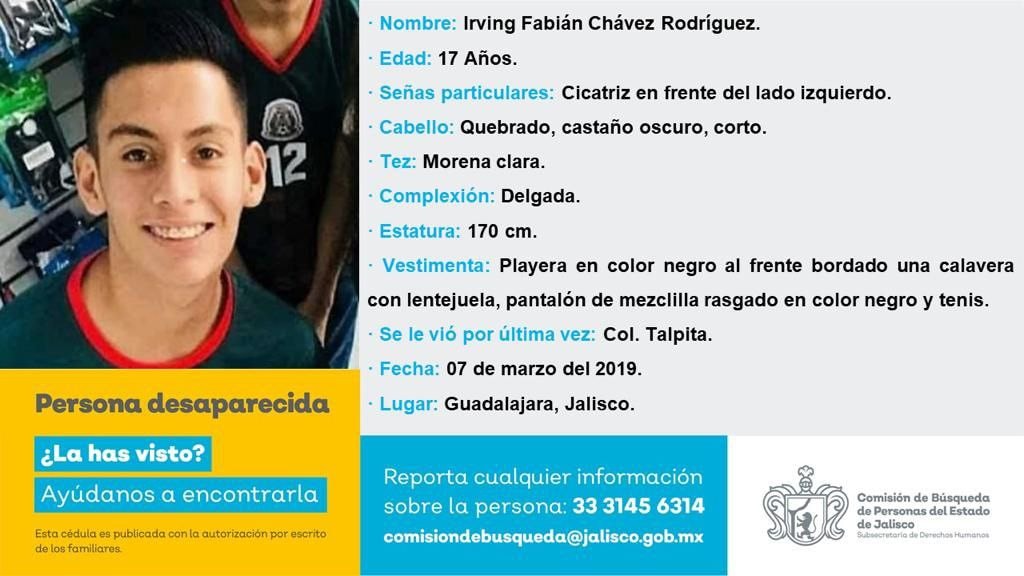 · Nombre: Irving Fabián Chávez Rodríguez.
· Edad: 17 Años.
· Señas particulares: Cicatriz en frente del lado izquierdo.
· Cabello: Quebrado, castaño oscuro, corto.
· Tez: Morena clara.
· Complexión: Delgada.
· Estatura: 170 cm.
· Vestimenta: Playera en color negro al frente bordado una calavera
con lentejuela, pantalón de mezclilla rasgado en color negro y tenis.
· Se le vió por última vez: Col. Talpita.
· Fecha: 07 de marzo del 2019.
· Lugar: Guadalajara, Jalisco.
12
Persona desaparecida
¿La has visto?
Ayúdanos a encontrarla
Esta cédula es publicada con la autorización por escrito
de los familiares.
Reporta cualquier información
sobre la persona: 33 3145 6314
comisiondebusqueda@jalisco.gob.mx
Comisión de Búsqueda
de Personas del Estado
de Jalisco
Subsecretaría de Derechos Humanos